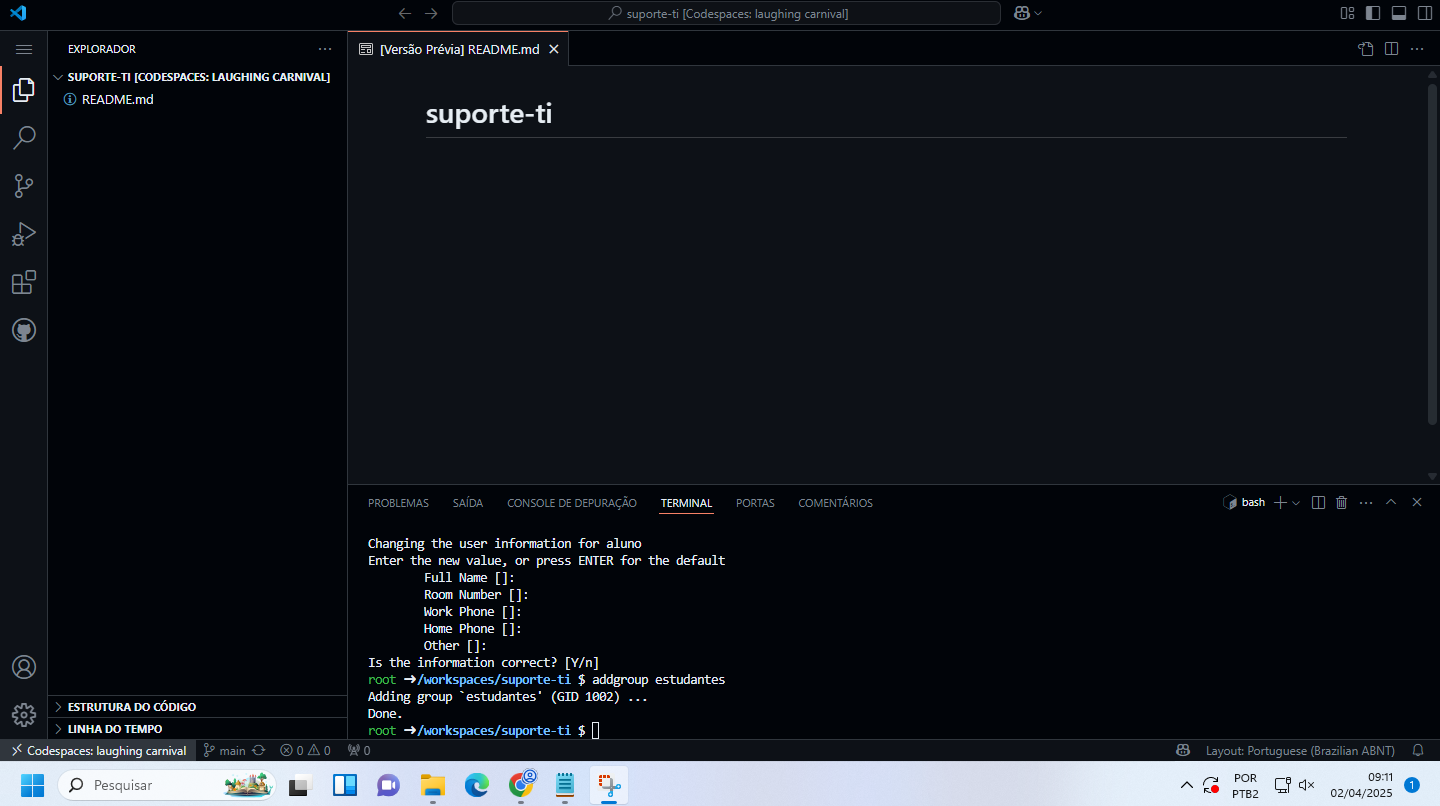 suporte-ti [Codespaces: laughing carnival]
EXPLORADOR
[Versão Prévia] README.md
SUPORTE-TI [CODESPACES: LAUGHING CARNIVAL]
README.md
suporte-ti
PROBLEMAS SAÍDA CONSOLE DE DEPURAÇÃO TERMINAL PORTAS COMENTÁRIOS bash
Changing the user information for aluno
Enter the new value, or press ENTER for the default
Full Name []:
Room Number []:
Work Phone []:
Home Phone []:
Other []:
Is the information correct? [Y/n]
root ➜/workspaces/suporte-ti $ addgroup estudantes
Adding group `estudantes' (GID 1002) ...
Done.
root ➜/workspaces/suporte-ti $
ESTRUTURA DO CÓDIGO
LINHA DO TEMPO
Codespaces: laughing carnival main 0 0 0 Layout: Portuguese (Brazilian ABNT)
Pesquisar
POR
PTB2
09:11
02/04/2025
1